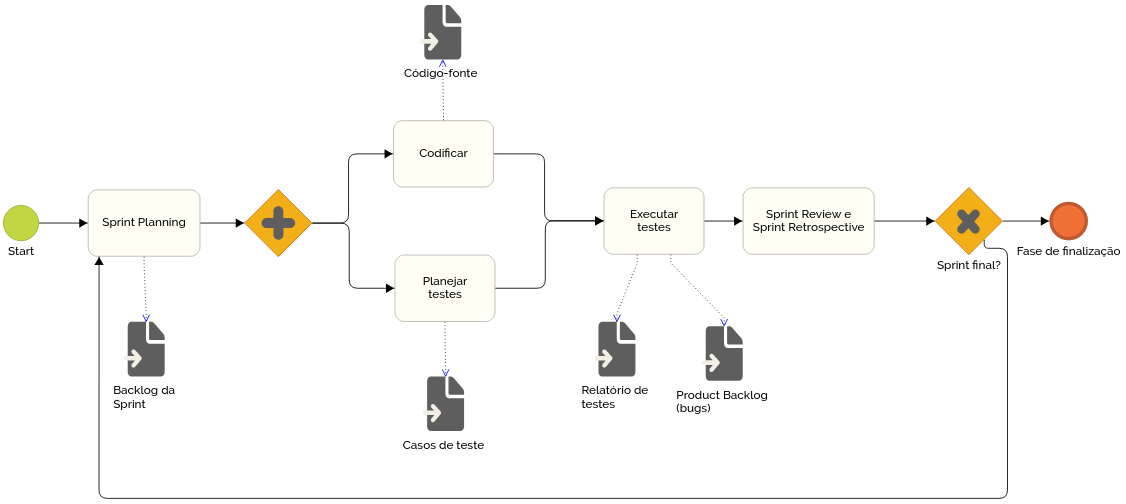 Código-fonte
Codificar
Start
Sprint Planning
Executar
testes
Sprint Review e
Sprint Retrospective
Sprint final?
Fase de finalização
Planejar
testes
Backlog da
Sprint
Casos de teste
Relatório de
testes
Product Backlog
(bugs)